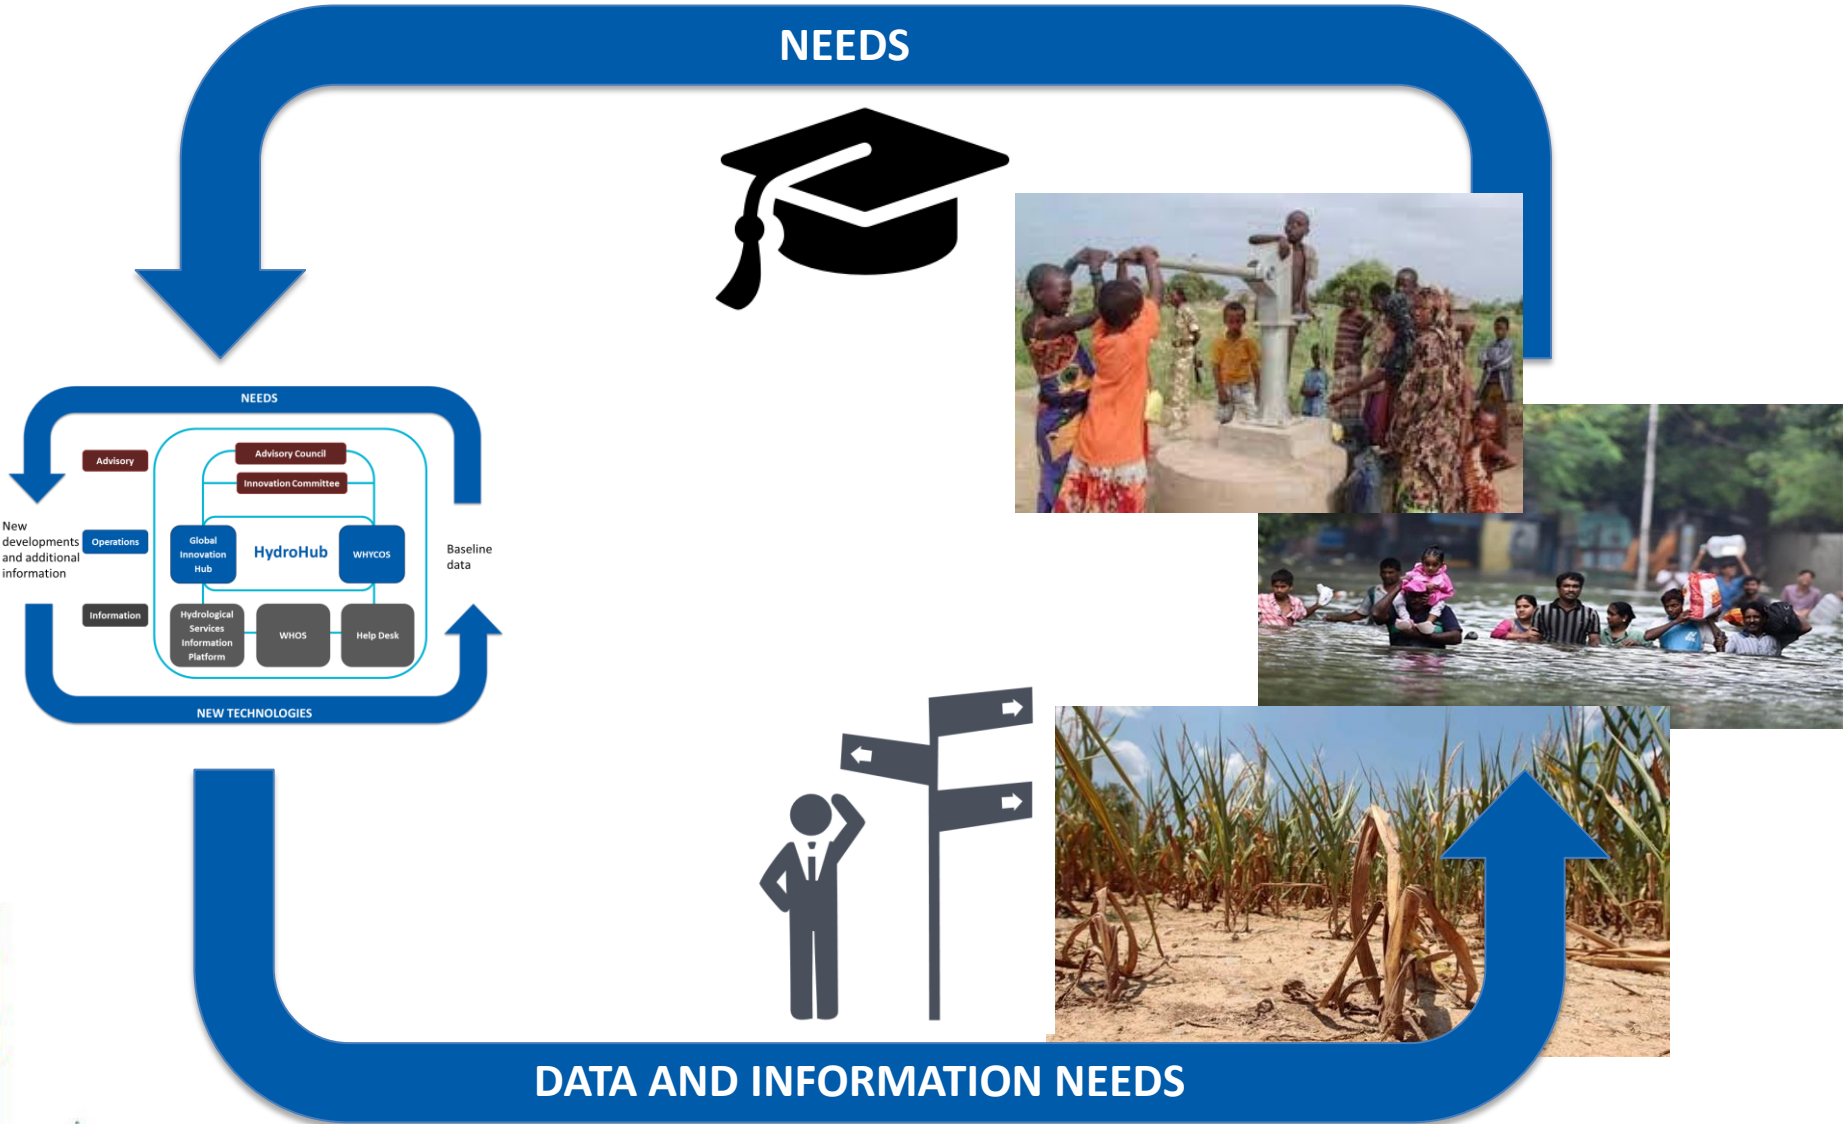 NEEDS
NEEDS
Advisory
Advisory Council
Innovation Committee
New
developments
and additional
information
Operations
Global
Innovation
Hub
HydroHub
WHYCOS
Baseline
data
Information
Hydrological
Services
Information
Platform
WHOS
Help Desk
NEW TECHNOLOGIES
DATA AND INFORMATION NEEDS